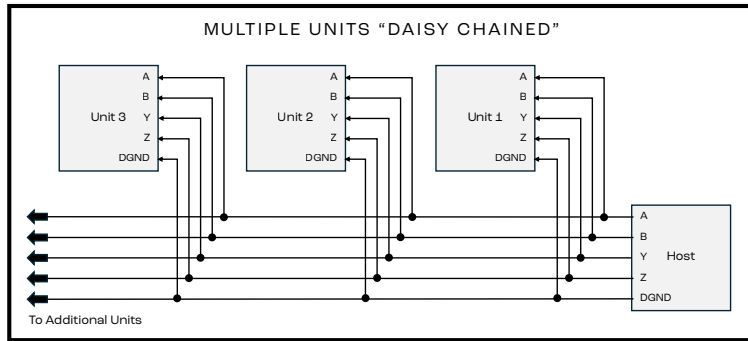 MULTIPLE UNITS “DAISY CHAINED”
Unit 3
A
B
Y
Z
DGND
Unit 2
A
B
Y
Z
DGND
Unit 1
A
B
Y
Z
DGND
Host
A
B
Y
Z
DGND
To Additional Units